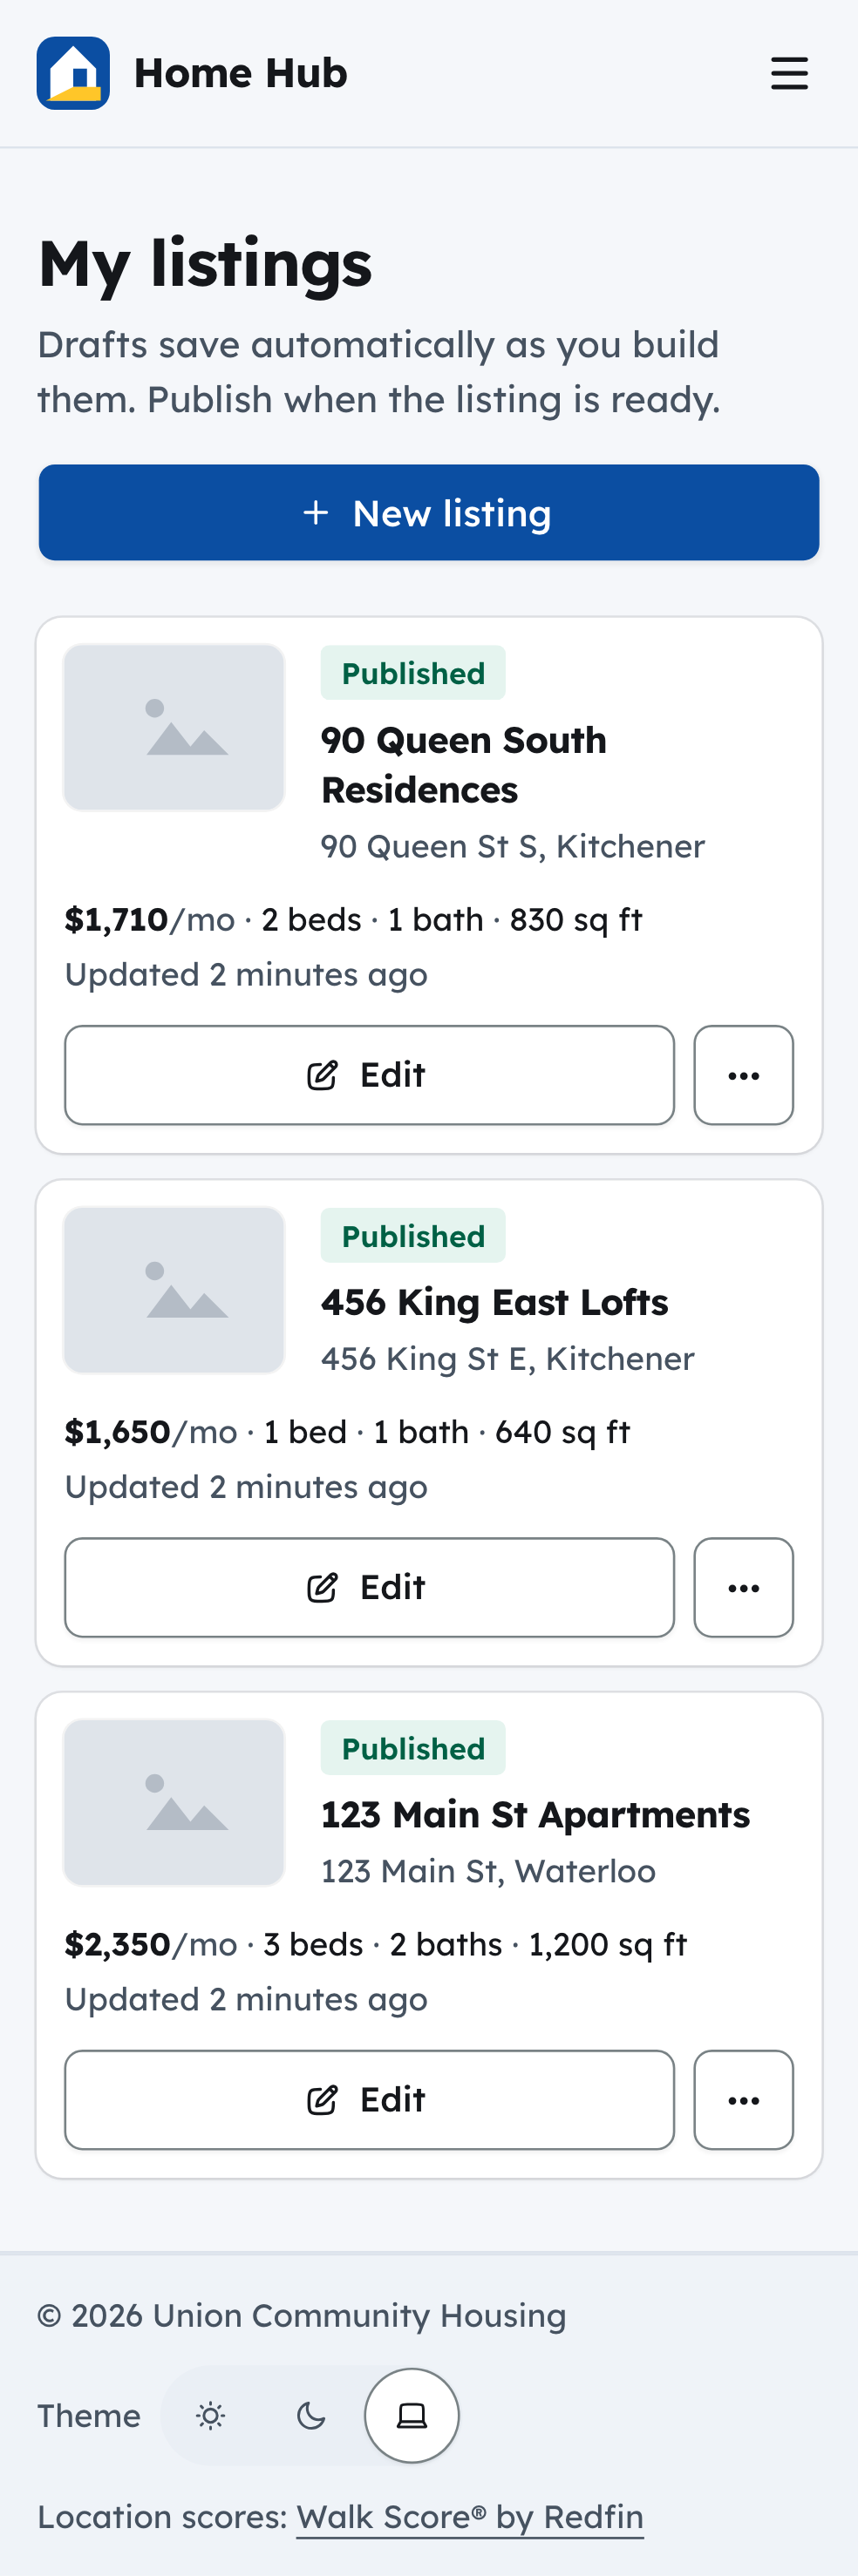 Home Hub
My listings
Drafts save automatically as you build
them. Publish when the listing is ready.
New listing
Published
90 Queen South
Residences
90 Queen St S, Kitchener
$1,710/mo · 2 beds · 1 bath · 830 sq ft
Updated 2 minutes ago
Edit
Published
456 King East Lofts
456 King St E, Kitchener
$1,650/mo · 1 bed · 1 bath · 640 sq ft
Updated 2 minutes ago
Edit
Published
123 Main St Apartments
123 Main St, Waterloo
$2,350/mo · 3 beds · 2 baths · 1,200 sq ft
Updated 2 minutes ago
Edit
© 2026 Union Community Housing
Theme
Location scores: Walk Score® by Redfin